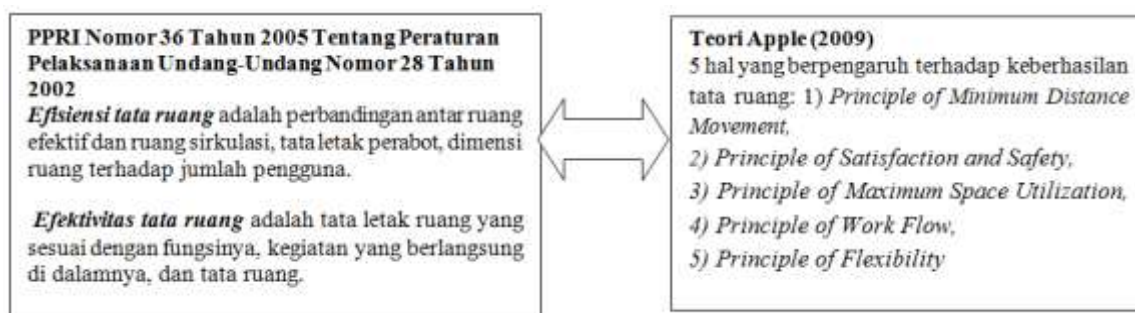 PPRI Nomor 36 Tahun 2005 Tentang Peraturan
Pelaksanaan Undang-Undang Nomor 28 Tahun
2002
Efisiensi tata ruang adalah perbandingan antar ruang
efektif dan ruang sirkulasi, tata letak perabot, dimensi
ruang terhadap jumlah pengguna.
Efektivitas tata ruang adalah tata letak ruang yang
sesuai dengan fungsinya, kegiatan yang berlangsung
di dalamnya, dan tata ruang.
Teori Apple (2009)
5 hal yang berpengaruh terhadap keberhasilan
tata ruang: 1) Principle of Minimum Distance
Movement,
2) Principle of Satisfaction and Safety,
3) Principle of Maximum Space Utilization,
4) Principle of Work Flow,
5) Principle of Flexibility